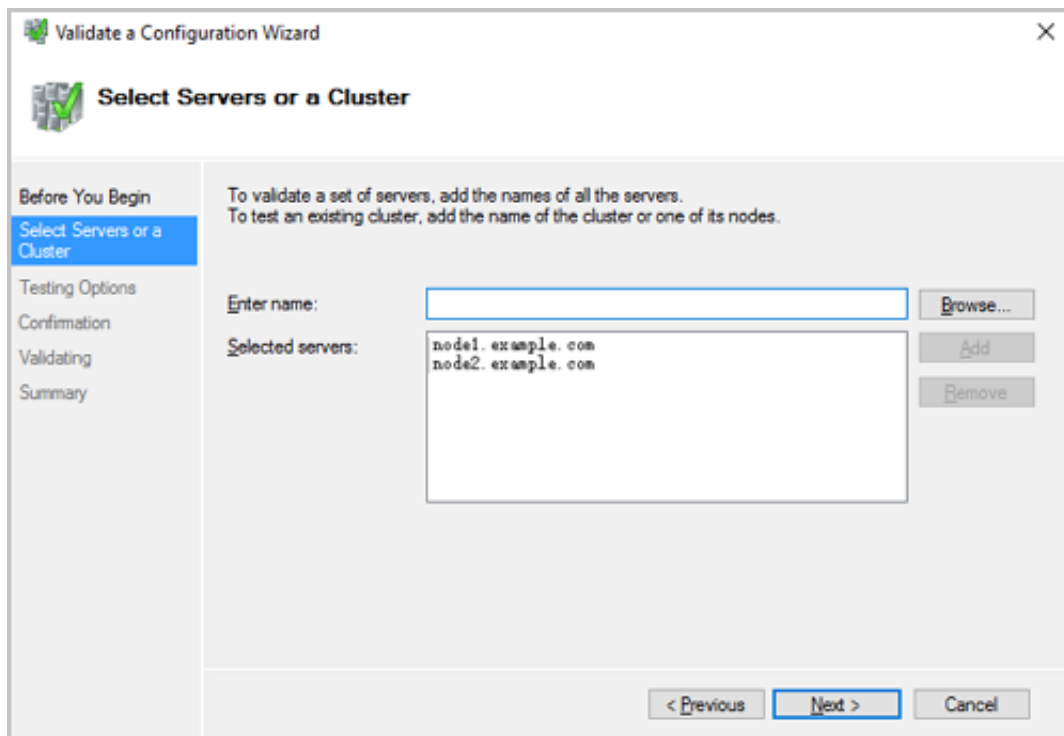 Validate a Configuration Wizard
Select Servers or a Cluster
Before You Begin
Select Servers or a
Cluster
Testing Options
Confirmation
Validating
Summary
To validate a set of servers, add the names of all the servers.
To test an existing cluster, add the name of the cluster or one of its nodes.
Enter name:
Browse...
Selected servers:
node1.example.com
node2.example.com
Add
Remove
< Previous
Next >
Cancel